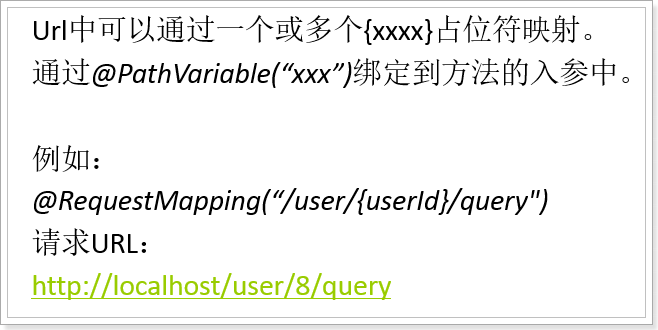 Url中可以通过一个或多个{xxxx}占位符映射。
通过@PathVariable(“xxx”)绑定到方法的入参中。
例如：
@RequestMapping(“/user/{userId}/query")
请求URL：
http://localhost/user/8/query